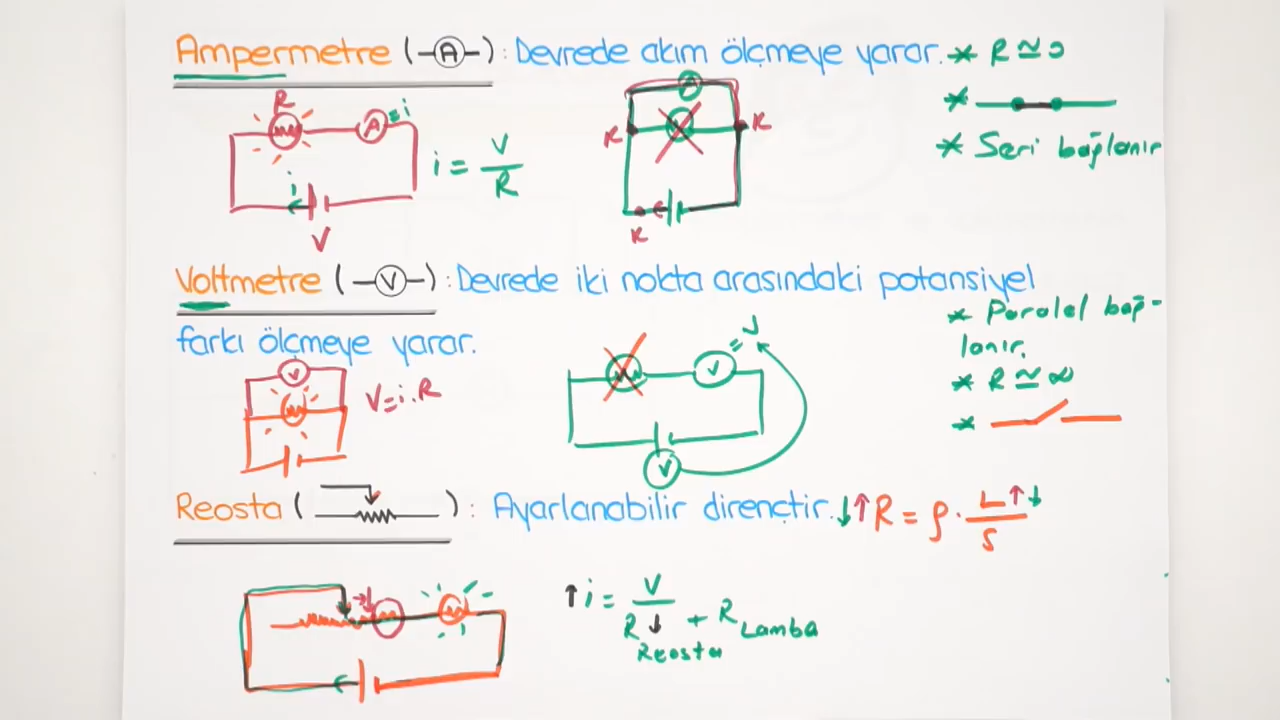 Ampermetre ( A ) : Devrede akım ölçmeye yarar. * R ≃ 0
*
* Seri bağlanır
R
A = i
i
V
i = V / R
A
K
K
K
Voltmetre ( V ) : Devrede iki nokta arasındaki potansiyel
farkı ölçmeye yarar.
* Paralel bağ-
lanır.
* R ≃ ∞
*
V
V = i . R
V = V
V
Reosta ( ) : Ayarlanabilir dirençtir. ↓↑ R = ρ . L ↑↓ / S
↑ i = V / R ↓ Reosta + R Lamba